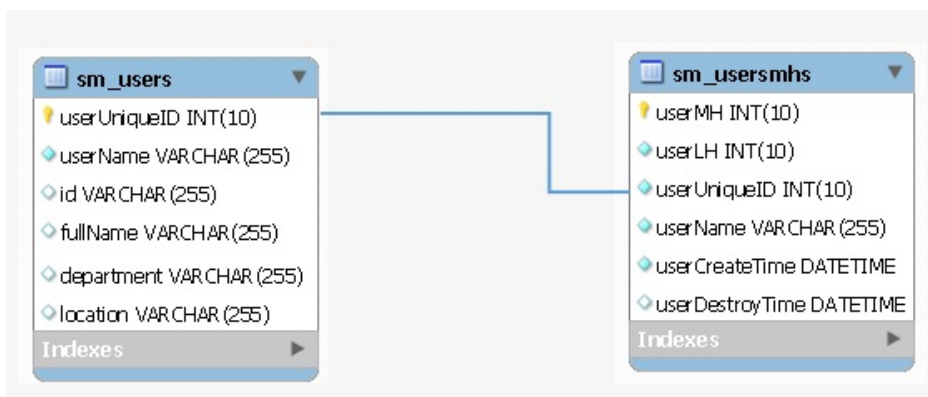 sm_users
userUniqueID INT(10)
userName VARCHAR(255)
id VARCHAR(255)
fullName VARCHAR(255)
department VARCHAR(255)
location VARCHAR(255)
Indexes
sm_usersmhs
userMH INT(10)
userLH INT(10)
userUniqueID INT(10)
userName VARCHAR(255)
userCreateTime DATETIME
userDestroyTime DATETIME
Indexes